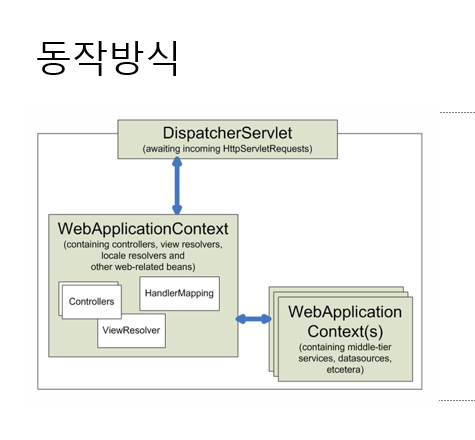 동작방식
DispatcherServlet
(awaiting incoming HttpServletRequests)
WebApplicationContext
(containing controllers, view resolvers,
locale resolvers and
other web-related beans)
HandlerMapping
Controllers
ViewResolver
WebApplication
Context(s)
(containing middle-tier
services, datasources,
etcetera)